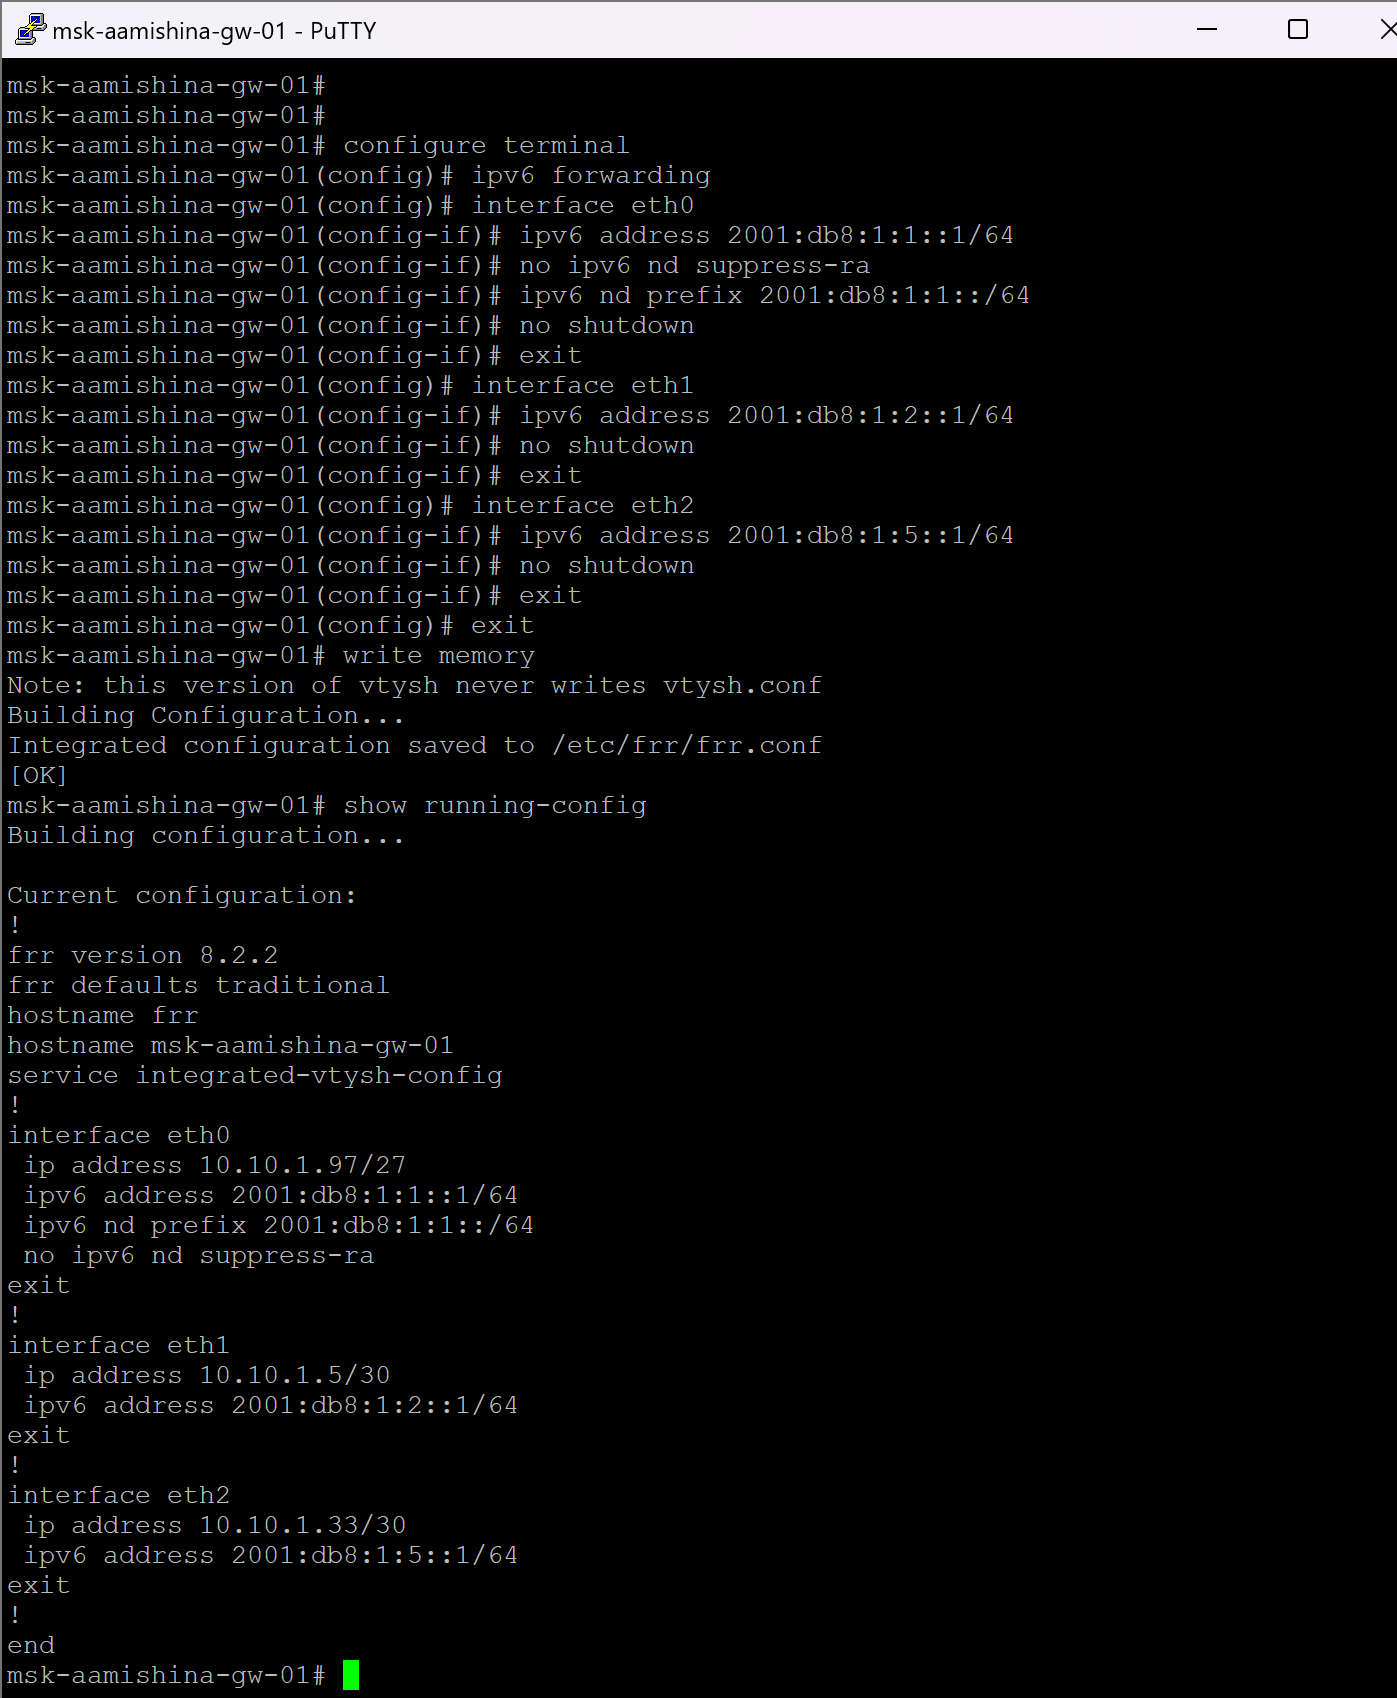 msk-aamishina-gw-01 - PuTTY
msk-aamishina-gw-01#
msk-aamishina-gw-01#
msk-aamishina-gw-01# configure terminal
msk-aamishina-gw-01(config)# ipv6 forwarding
msk-aamishina-gw-01(config)# interface eth0
msk-aamishina-gw-01(config-if)# ipv6 address 2001:db8:1:1::1/64
msk-aamishina-gw-01(config-if)# no ipv6 nd suppress-ra
msk-aamishina-gw-01(config-if)# ipv6 nd prefix 2001:db8:1:1::/64
msk-aamishina-gw-01(config-if)# no shutdown
msk-aamishina-gw-01(config-if)# exit
msk-aamishina-gw-01(config)# interface eth1
msk-aamishina-gw-01(config-if)# ipv6 address 2001:db8:1:2::1/64
msk-aamishina-gw-01(config-if)# no shutdown
msk-aamishina-gw-01(config-if)# exit
msk-aamishina-gw-01(config)# interface eth2
msk-aamishina-gw-01(config-if)# ipv6 address 2001:db8:1:5::1/64
msk-aamishina-gw-01(config-if)# no shutdown
msk-aamishina-gw-01(config-if)# exit
msk-aamishina-gw-01(config)# exit
msk-aamishina-gw-01# write memory
Note: this version of vtysh never writes vtysh.conf
Building Configuration...
Integrated configuration saved to /etc/frr/frr.conf
[OK]
msk-aamishina-gw-01# show running-config
Building configuration...

Current configuration:
!
frr version 8.2.2
frr defaults traditional
hostname frr
hostname msk-aamishina-gw-01
service integrated-vtysh-config
!
interface eth0
 ip address 10.10.1.97/27
 ipv6 address 2001:db8:1:1::1/64
 ipv6 nd prefix 2001:db8:1:1::/64
 no ipv6 nd suppress-ra
exit
!
interface eth1
 ip address 10.10.1.5/30
 ipv6 address 2001:db8:1:2::1/64
exit
!
interface eth2
 ip address 10.10.1.33/30
 ipv6 address 2001:db8:1:5::1/64
exit
!
end
msk-aamishina-gw-01#